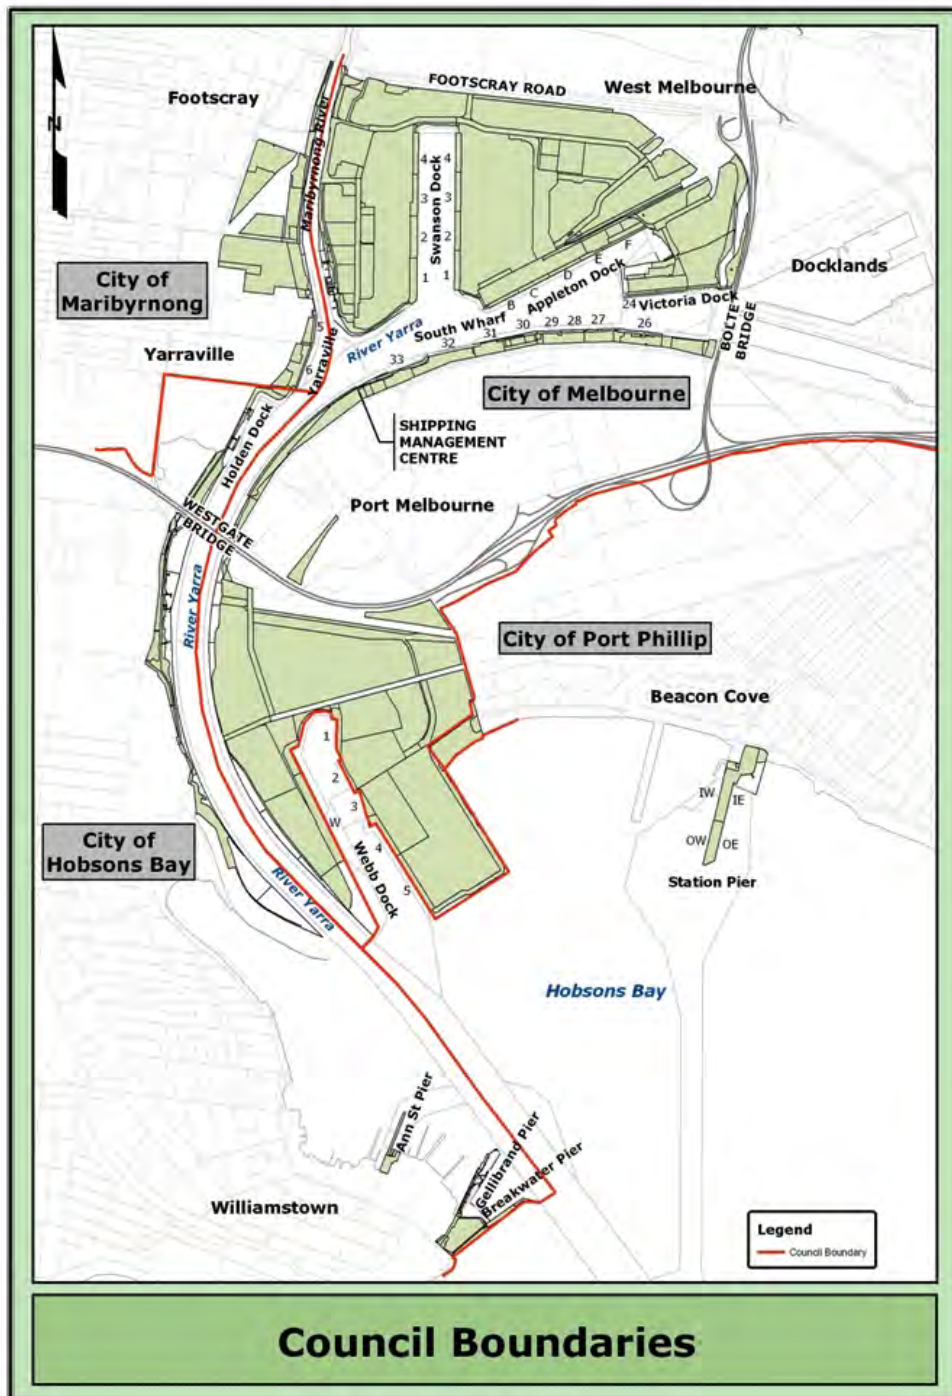 FOOTSCRAY ROAD
West Melbourne
Footscray
N
Maribyrnong River
4
4
3
3
2
2
1
1
Swanson Dock
F
E
D
C
B
Appleton Dock
City of
Maribyrnong
Docklands
24
Victoria Dock
BOLTE
BRIDGE
South Wharf
River Yarra
33
32
31
30
29
28
27
26
5
6
Yarraville
Yarraville
City of Melbourne
Holden Dock
SHIPPING
MANAGEMENT
CENTRE
Port Melbourne
WESTGATE
BRIDGE
River Yarra
City of Port Phillip
Beacon Cove
1
2
3
W
4
5
Webb Dock
IW
IE
OW
OE
Station Pier
City of
Hobsons Bay
River Yarra
Hobsons Bay
Ann St Pier
Gellibrand Pier
Breakwater Pier
Williamstown
Legend
Council Boundary
Council Boundaries